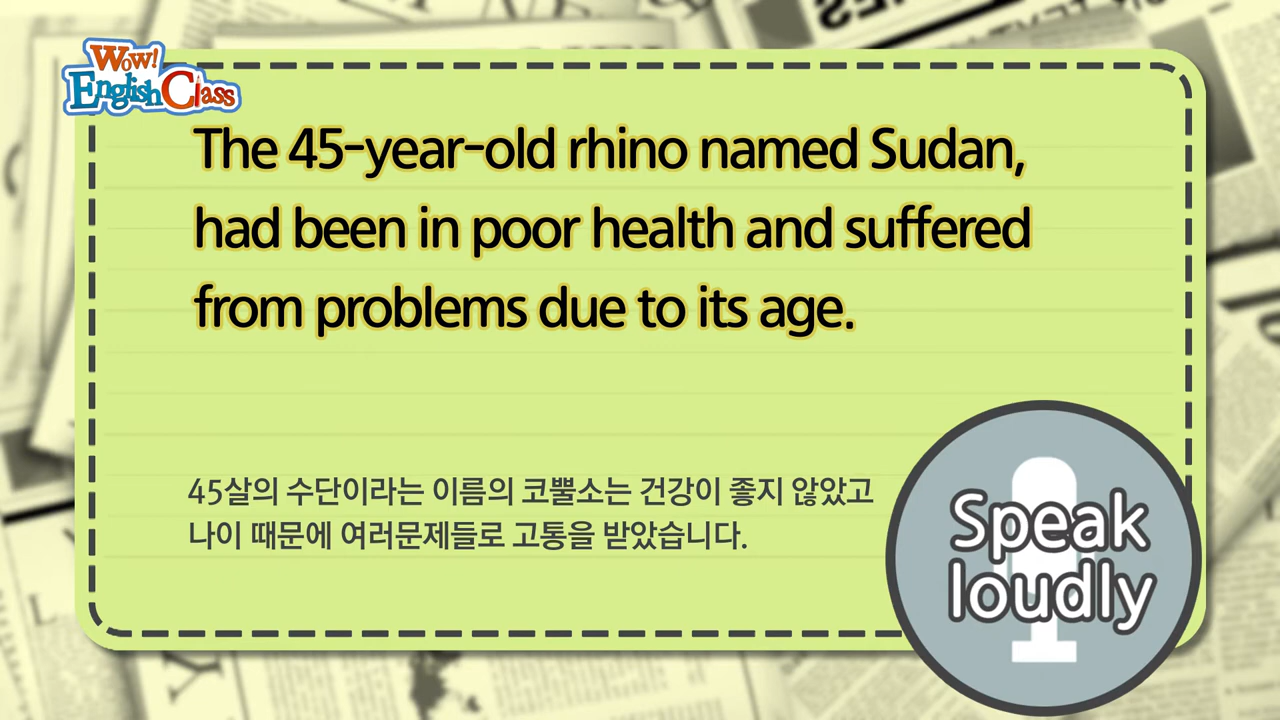 Wow!
English Class
The 45-year-old rhino named Sudan,
had been in poor health and suffered
from problems due to its age.
45살의 수단이라는 이름의 코뿔소는 건강이 좋지 않았고
나이 때문에 여러문제들로 고통을 받았습니다.
Speak
loudly